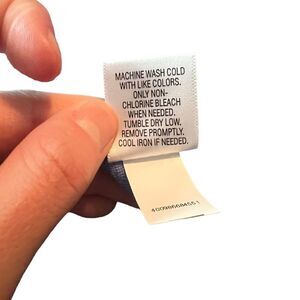 MACHINE WASH COLD
WITH LIKE COLORS.
ONLY NON-
CHLORINE BLEACH
WHEN NEEDED.
TUMBLE DRY LOW.
REMOVE PROMPTLY.
COOL IRON IF NEEDED.
400986684551